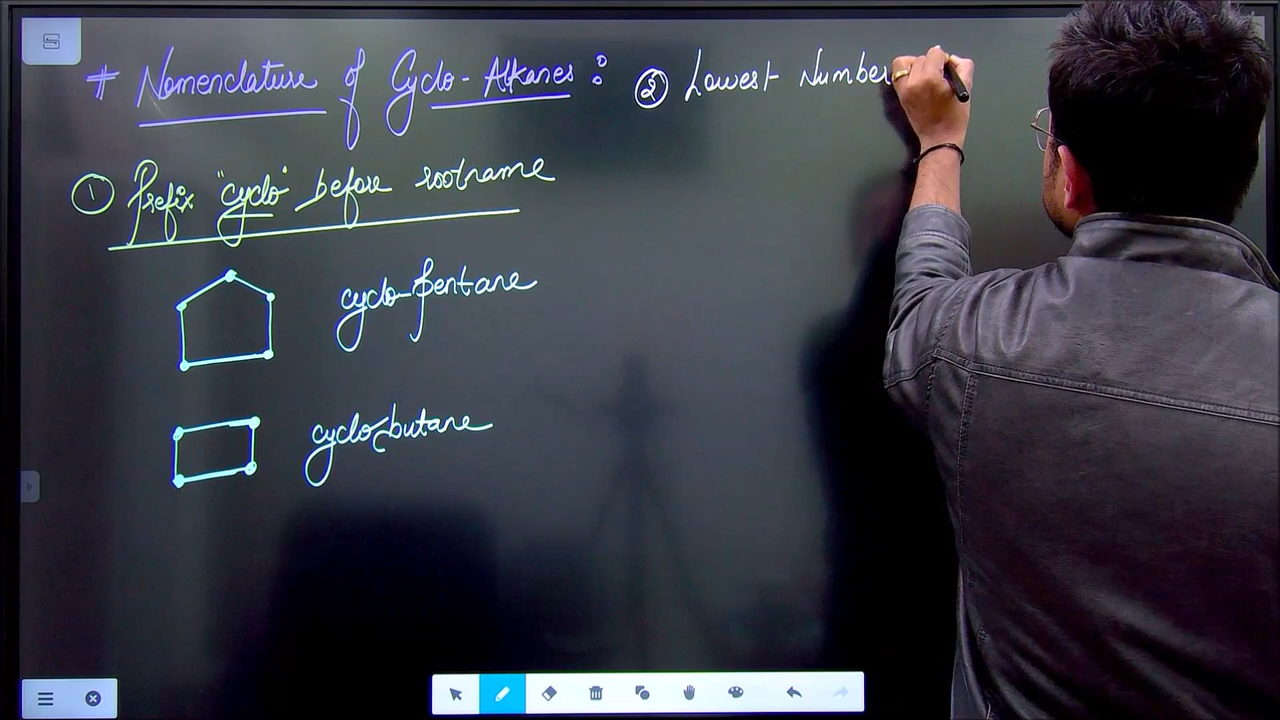 # Nomenclature of Cyclo-Alkanes :
① Prefix "cyclo" before rootname
cyclo-pentane
cyclo-butane
② Lowest Number